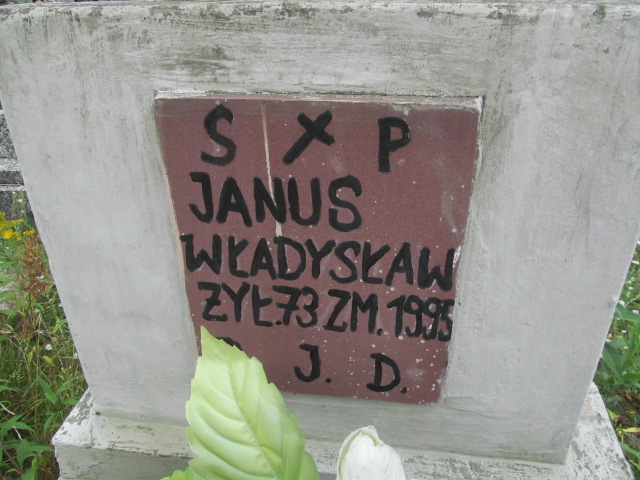 S P
JANUS
WŁADYSŁAW
ŻYŁ.73 ZM.1995
J. D.